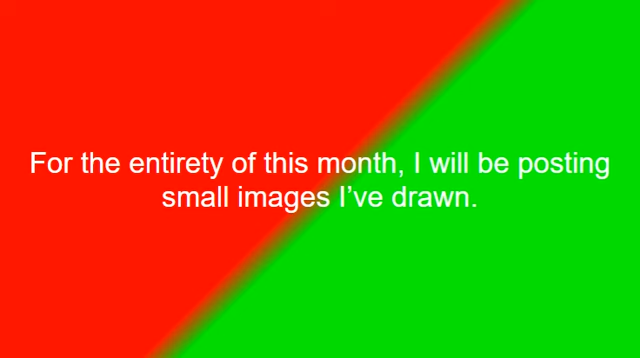 For the entirety of this month, I will be posting
small images I’ve drawn.